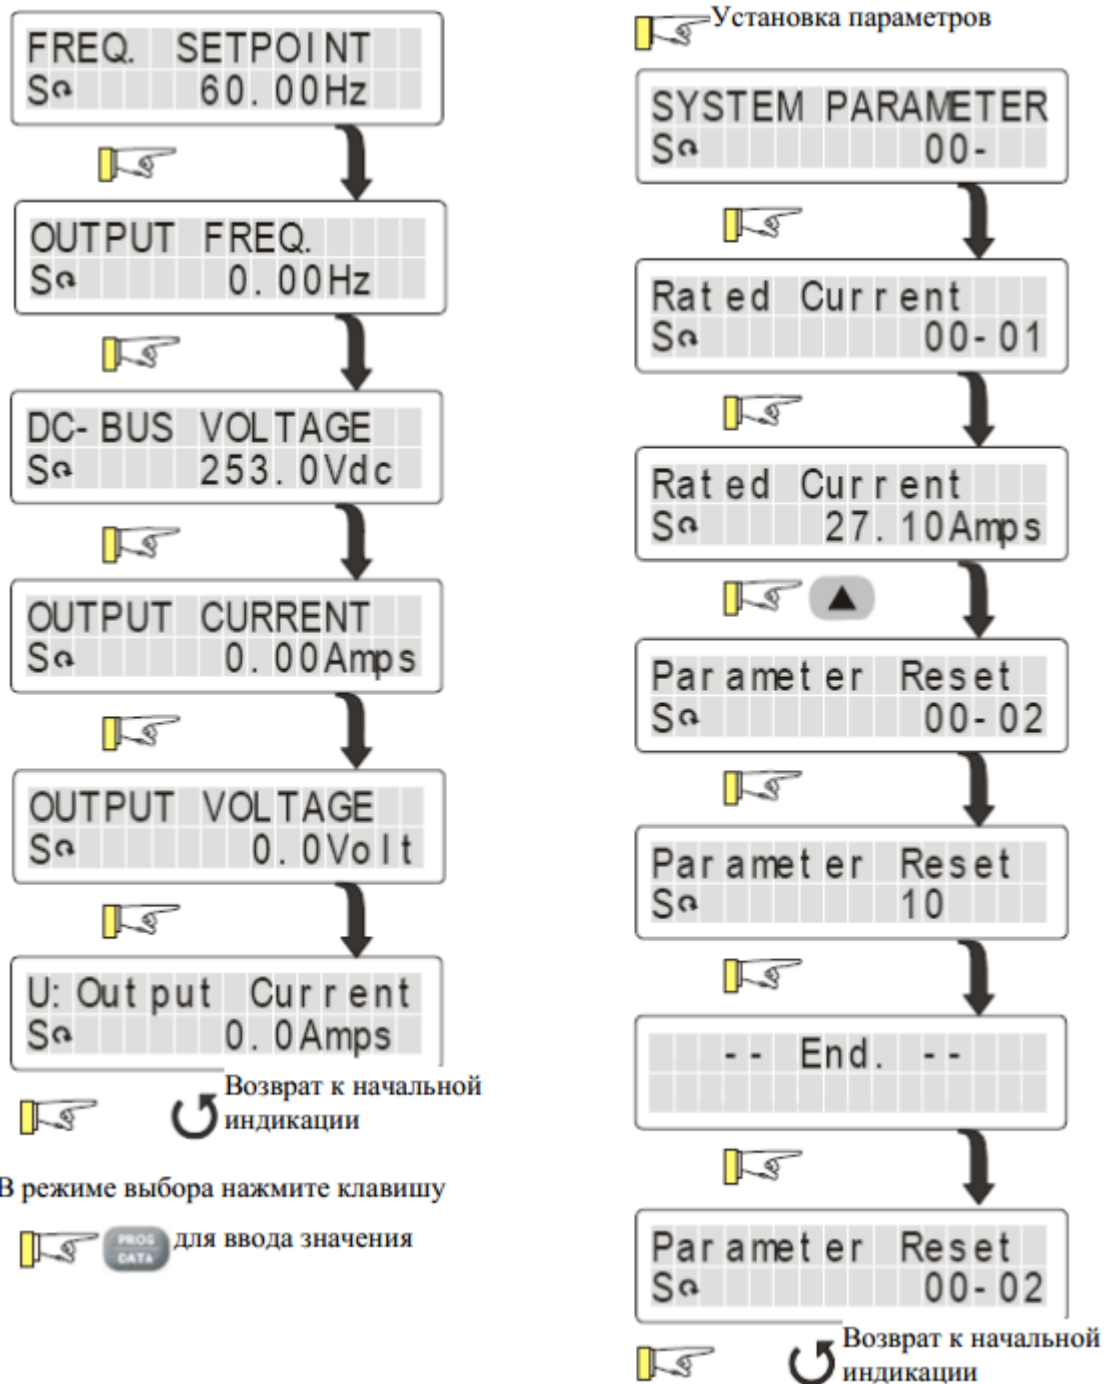 FREQ. SETPOINT
S 60.00Hz
OUTPUT FREQ.
S 0.00Hz
DC-BUS VOLTAGE
S 253.0Vdc
OUTPUT CURRENT
S 0.00Amps
OUTPUT VOLTAGE
S 0.0Volt
U: Output Current
S 0.0Amps
Возврат к начальной
индикации
В режиме выбора нажмите клавишу
PROG
DATA
для ввода значения
Установка параметров
SYSTEM PARAMETER
S 00-
Rated Current
S 00-01
Rated Current
S 27.10Amps
Parameter Reset
S 00-02
Parameter Reset
S 10
-- End. --
Parameter Reset
S 00-02
Возврат к начальной
индикации